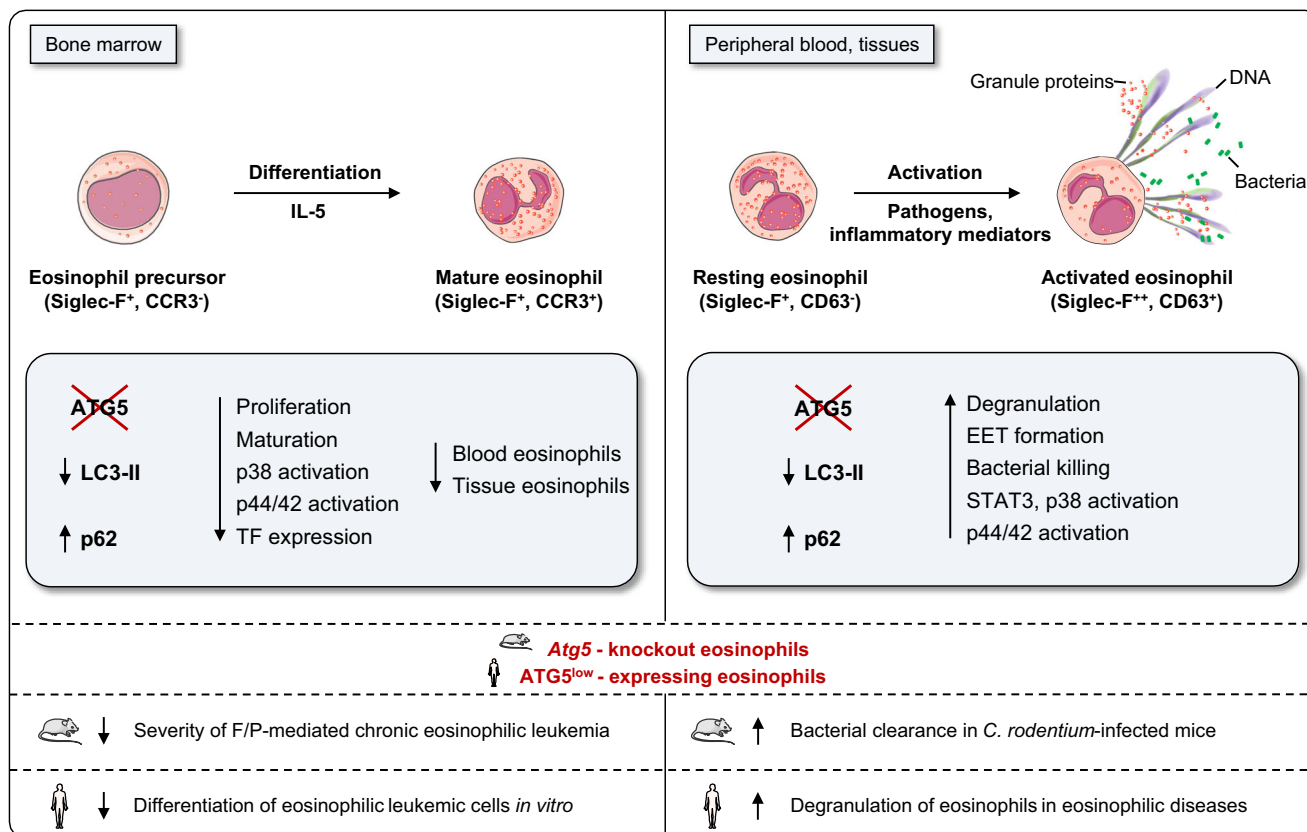 Bone marrow
Differentiation
IL-5
Eosinophil precursor
(Siglec-F⁺, CCR3⁻)
Mature eosinophil
(Siglec-F⁺, CCR3⁺)
ATG5
↓ LC3-II
↑ p62
Proliferation
Maturation
p38 activation
p44/42 activation
TF expression
Blood eosinophils
Tissue eosinophils
Peripheral blood, tissues
Granule proteins
DNA
Bacteria
Activation
Pathogens,
inflammatory mediators
Resting eosinophil
(Siglec-F⁺, CD63⁻)
Activated eosinophil
(Siglec-F⁺⁺, CD63⁺)
ATG5
↓ LC3-II
↑ p62
Degranulation
EET formation
Bacterial killing
STAT3, p38 activation
p44/42 activation
Atg5 - knockout eosinophils
ATG5ˡᵒʷ - expressing eosinophils
↓ Severity of F/P-mediated chronic eosinophilic leukemia
↑ Bacterial clearance in C. rodentium-infected mice
↓ Differentiation of eosinophilic leukemic cells in vitro
↑ Degranulation of eosinophils in eosinophilic diseases